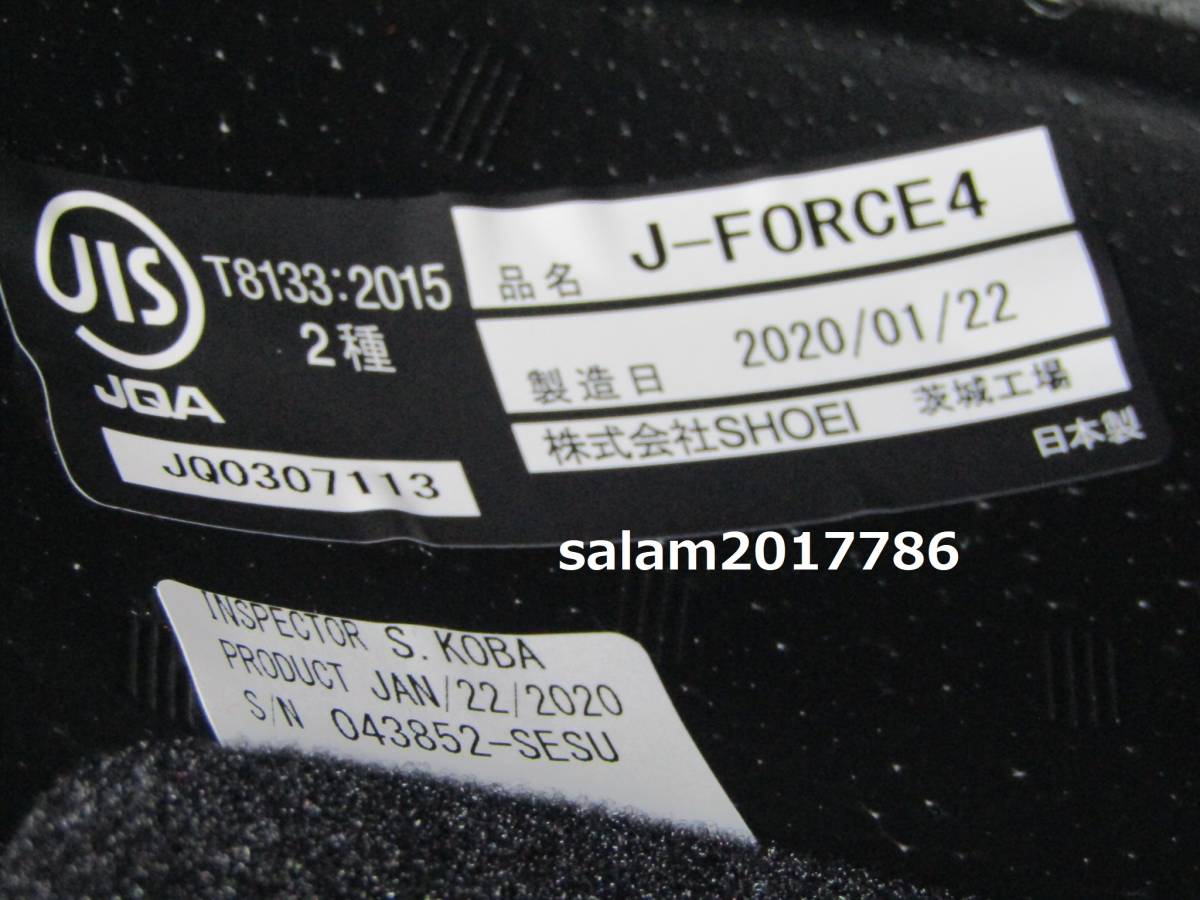 JIS
T8133:2015
2種
JQA
JQ0307113
品名 J-FORCE4
製造日 2020/01/22
株式会社SHOEI 茨城工場
日本製
salam2017786
INSPECTOR S. KOBA
PRODUCT JAN/22/2020
S/N 043852-SESU